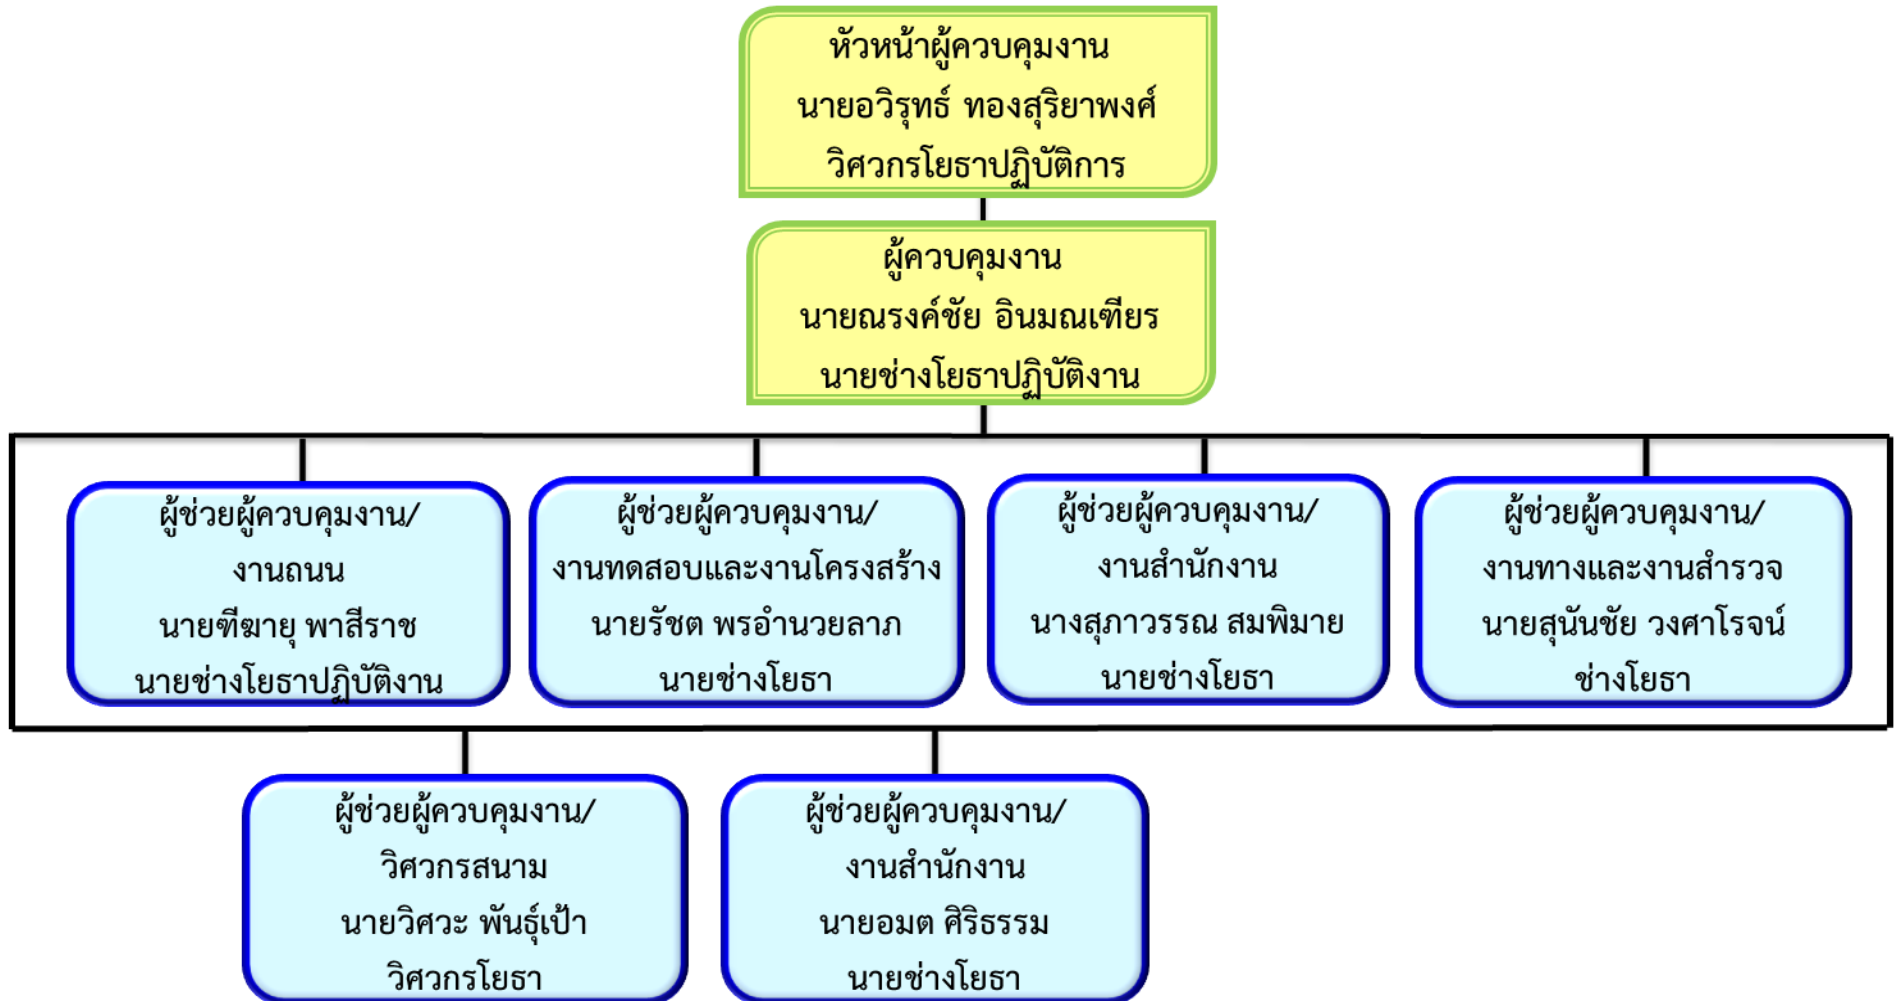 หัวหน้าผู้ควบคุมงาน
นายอวิรุทธ์ ทองสุริยาพงศ์
วิศวกรโยธาปฏิบัติการ
ผู้ควบคุมงาน
นายณรงค์ชัย อินมณเฑียร
นายช่างโยธาปฏิบัติงาน
ผู้ช่วยผู้ควบคุมงาน/
งานถนน
นายฑีฆายุ พาสีราช
นายช่างโยธาปฏิบัติงาน
ผู้ช่วยผู้ควบคุมงาน/
งานทดสอบและงานโครงสร้าง
นายรัชต พรอำนวยลาภ
นายช่างโยธา
ผู้ช่วยผู้ควบคุมงาน/
งานสำนักงาน
นางสุภาวรรณ สมพิมาย
นายช่างโยธา
ผู้ช่วยผู้ควบคุมงาน/
งานทางและงานสำรวจ
นายสุนันชัย วงศาโรจน์
ช่างโยธา
ผู้ช่วยผู้ควบคุมงาน/
วิศวกรสนาม
นายวิศวะ พันธุ์เป้า
วิศวกรโยธา
ผู้ช่วยผู้ควบคุมงาน/
งานสำนักงาน
นายอมต ศิริธรรม
นายช่างโยธา